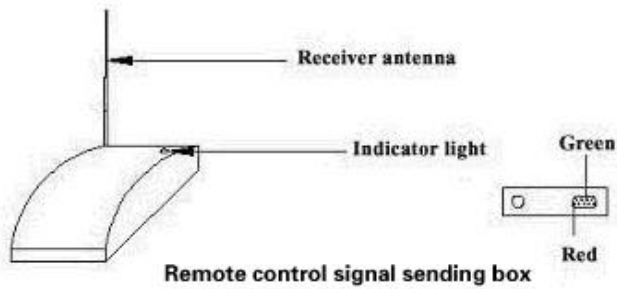 Receiver antenna
Indicator light
Green
Red
Remote control signal sending box